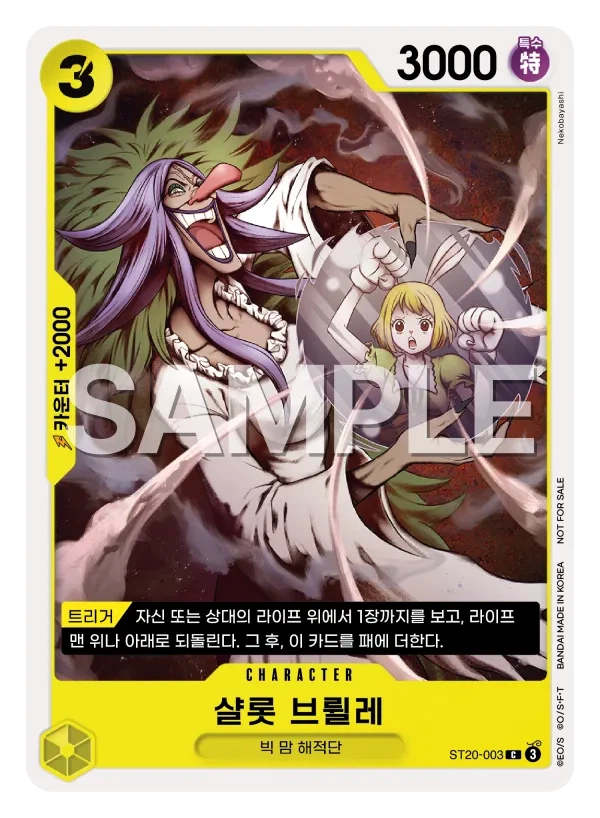 3
3000
특수
特
Nekobayashi
카운터 +2000
SAMPLE
트리거 자신 또는 상대의 라이프 위에서 1장까지를 보고, 라이프
맨 위나 아래로 되돌린다. 그 후, 이 카드를 패에 더한다.
CHARACTER
샬롯 브륄레
빅 맘 해적단
ST20-003 C 3
©EO/S ©O/S·F·T BANDAI MADE IN KOREA NOT FOR SALE